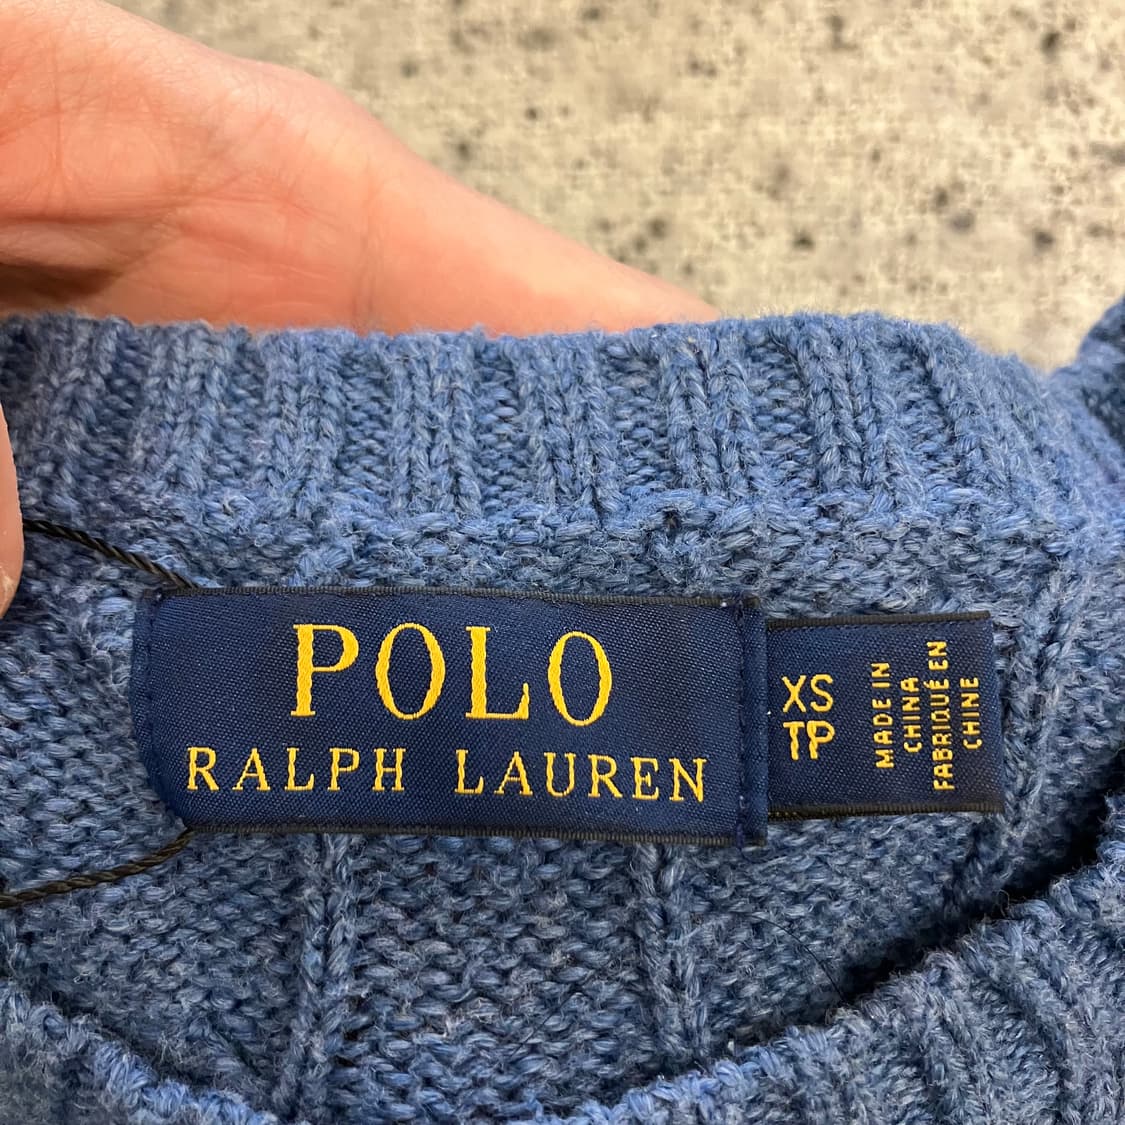 POLO
RALPH LAUREN
XS
TP
MADE IN
CHINA
FABRIQUÉ EN
CHINE